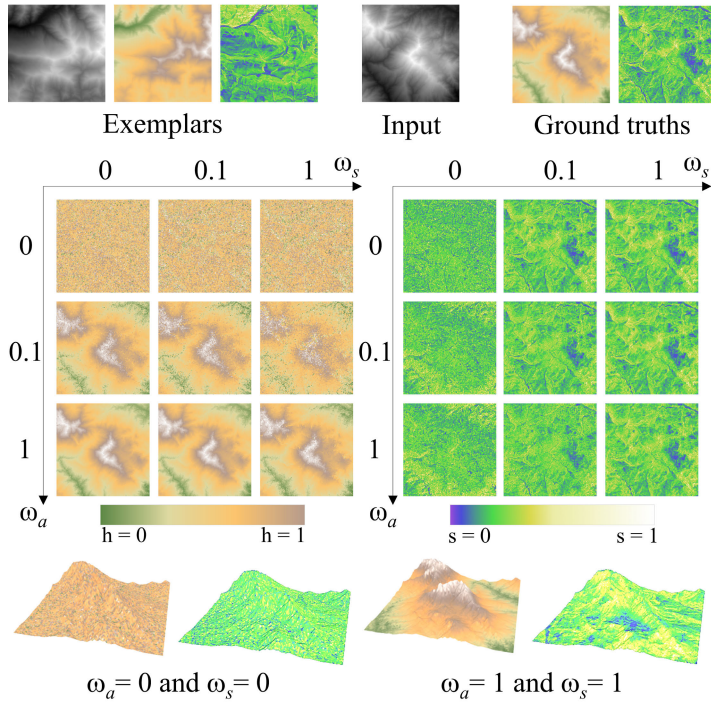 Exemplars Input Ground truths
0 0.1 1 ωₛ 0 0.1 1 ωₛ
0 0
0.1 0.1
1 1
ωₐ h = 0 h = 1 ωₐ s = 0 s = 1
ωₐ= 0 and ωₛ= 0 ωₐ= 1 and ωₛ= 1